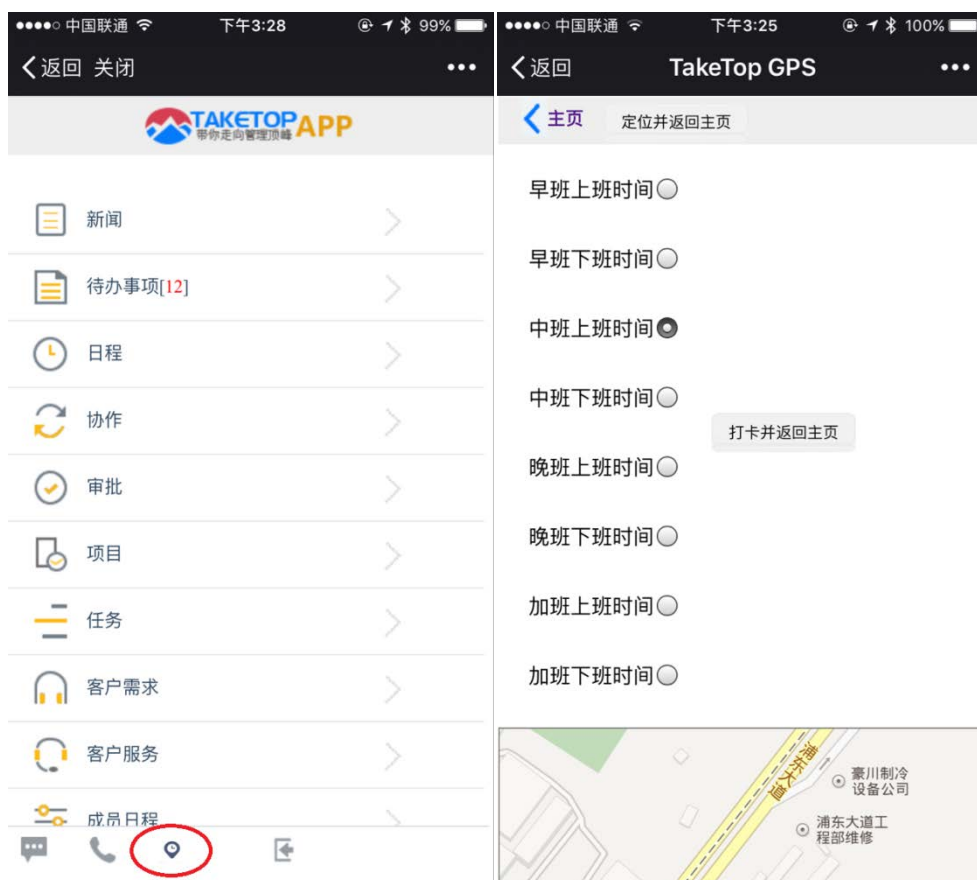 中国联通 下午3:28 99%
返回 关闭
TAKETOP APP
带你走向管理顶峰
新闻
待办事项[12]
日程
协作
审批
项目
任务
客户需求
客户服务
成员日程
中国联通 下午3:25 100%
返回 TakeTop GPS
主页 定位并返回主页
早班上班时间
早班下班时间
中班上班时间
中班下班时间
打卡并返回主页
晚班上班时间
晚班下班时间
加班上班时间
加班下班时间
浦东大道
豪川制冷
设备公司
浦东大道工
程部维修